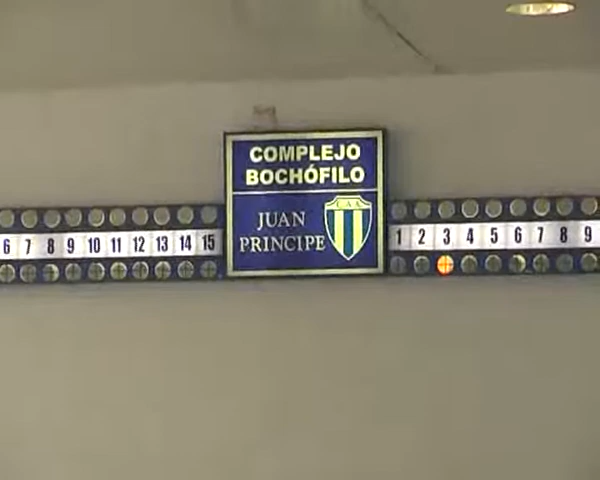 COMPLEJO
BOCHÓFILO
JUAN
PRINCIPE
C.A.A.
6 7 8 9 10 11 12 13 14 15
1 2 3 4 5 6 7 8 9